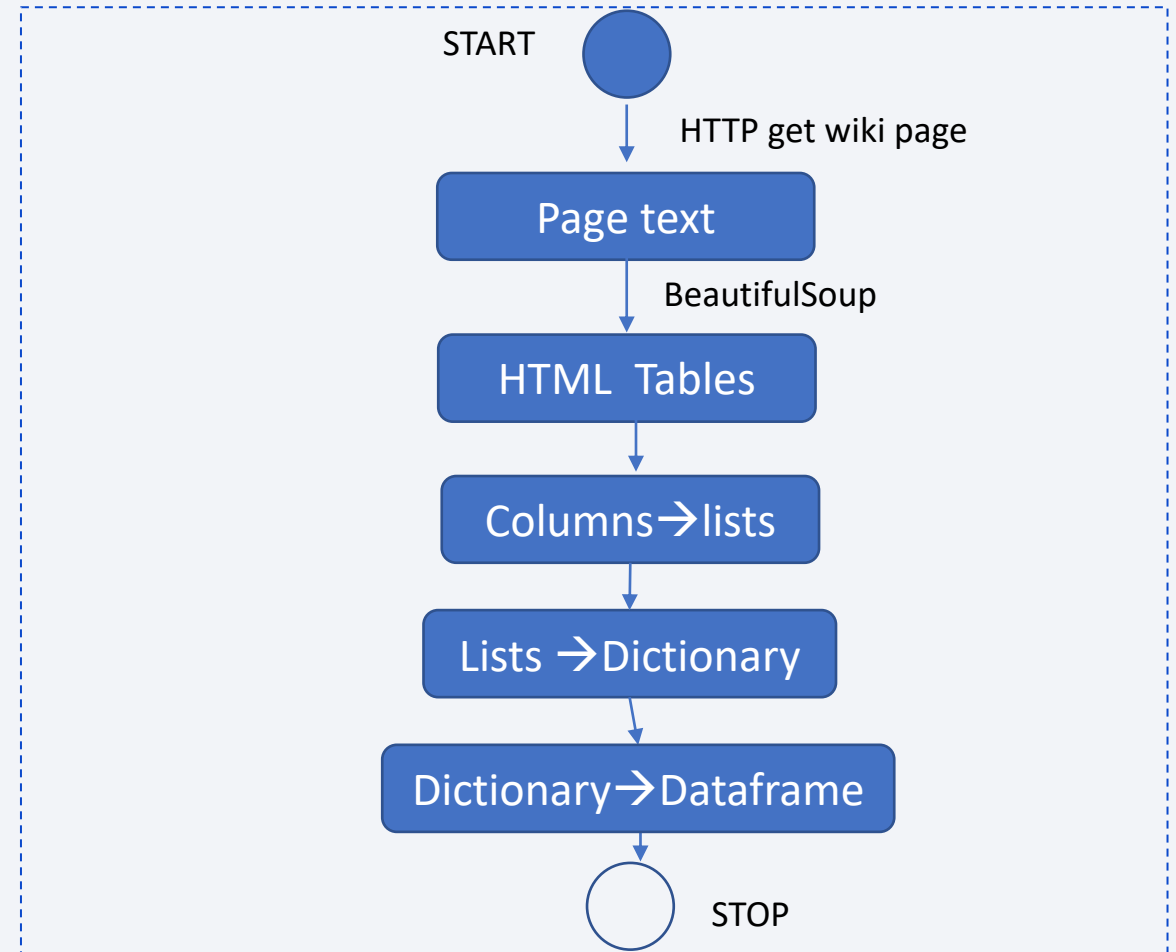 START
HTTP get wiki page
Page text
BeautifulSoup
HTML  Tables
Columns→lists
Lists →Dictionary
Dictionary→Dataframe
STOP